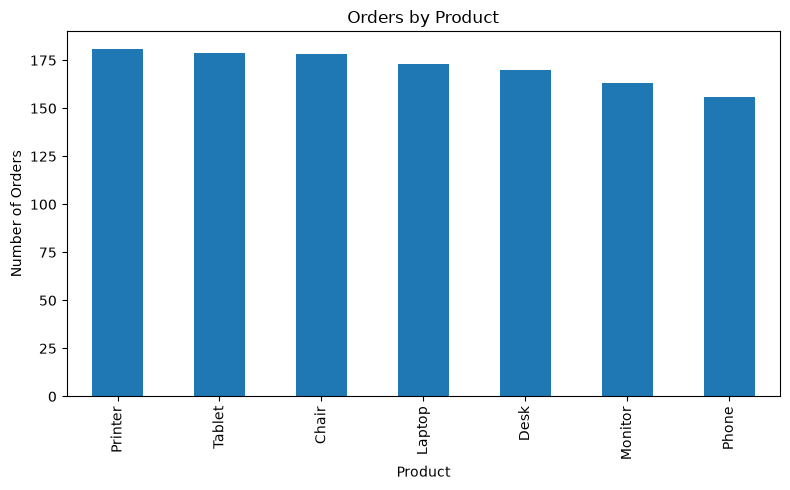 Orders by Product
Number of Orders
175
150
125
100
75
50
25
0
Printer
Tablet
Chair
Laptop
Desk
Monitor
Phone
Product